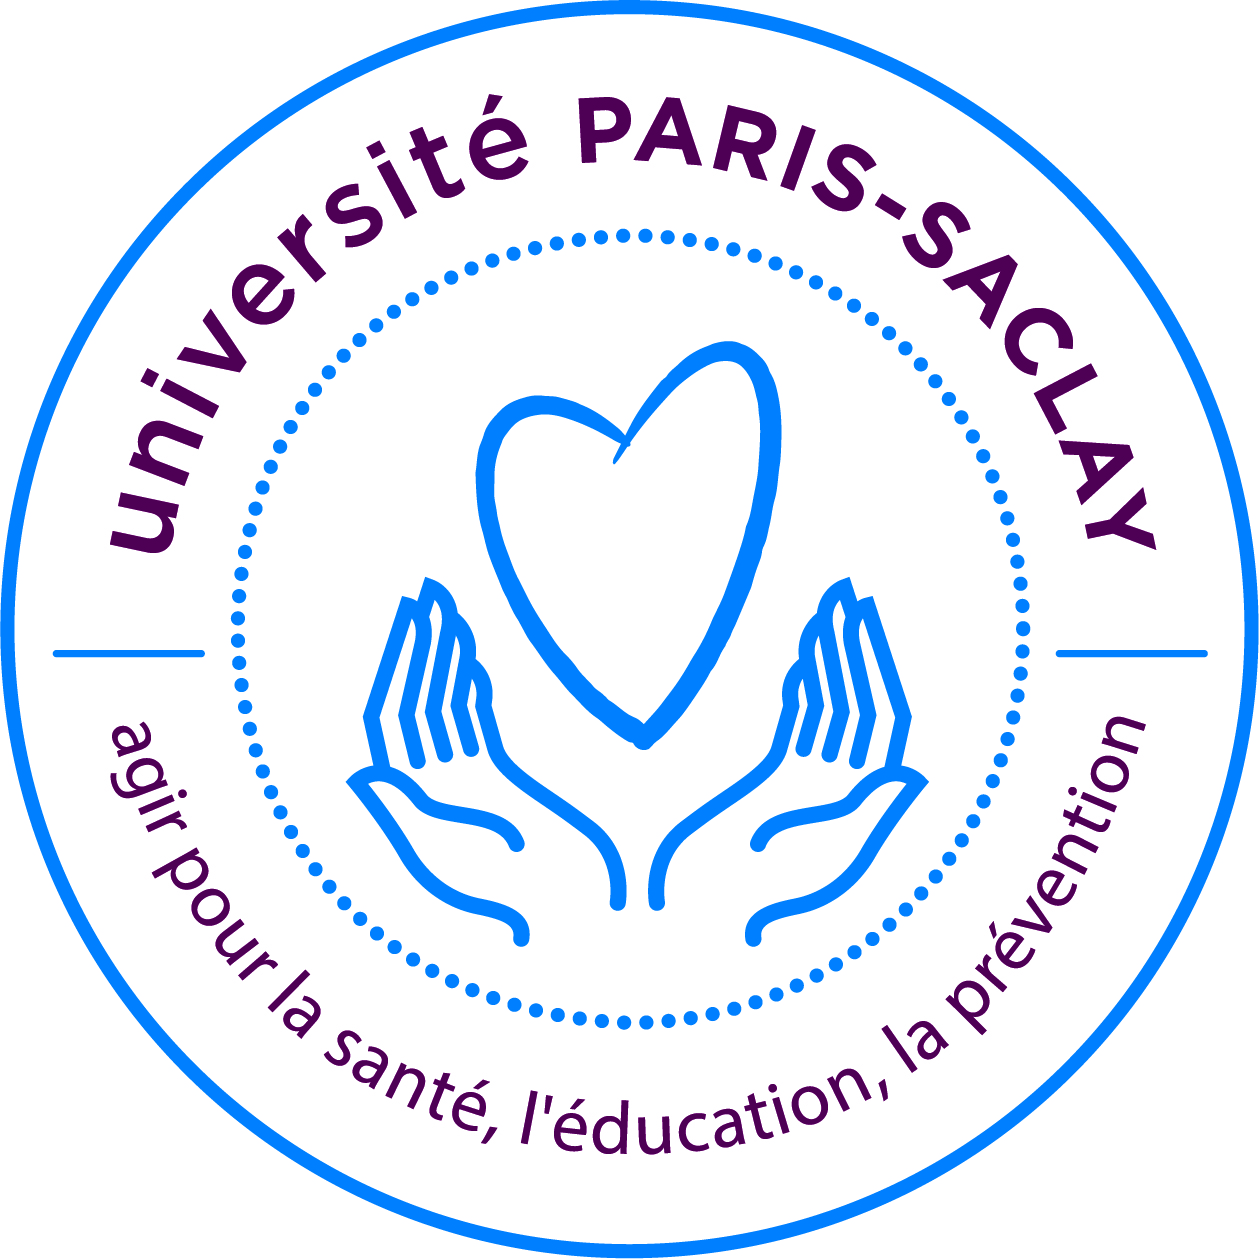 université PARIS-SACLAY
agir pour la santé, l'éducation, la prévention